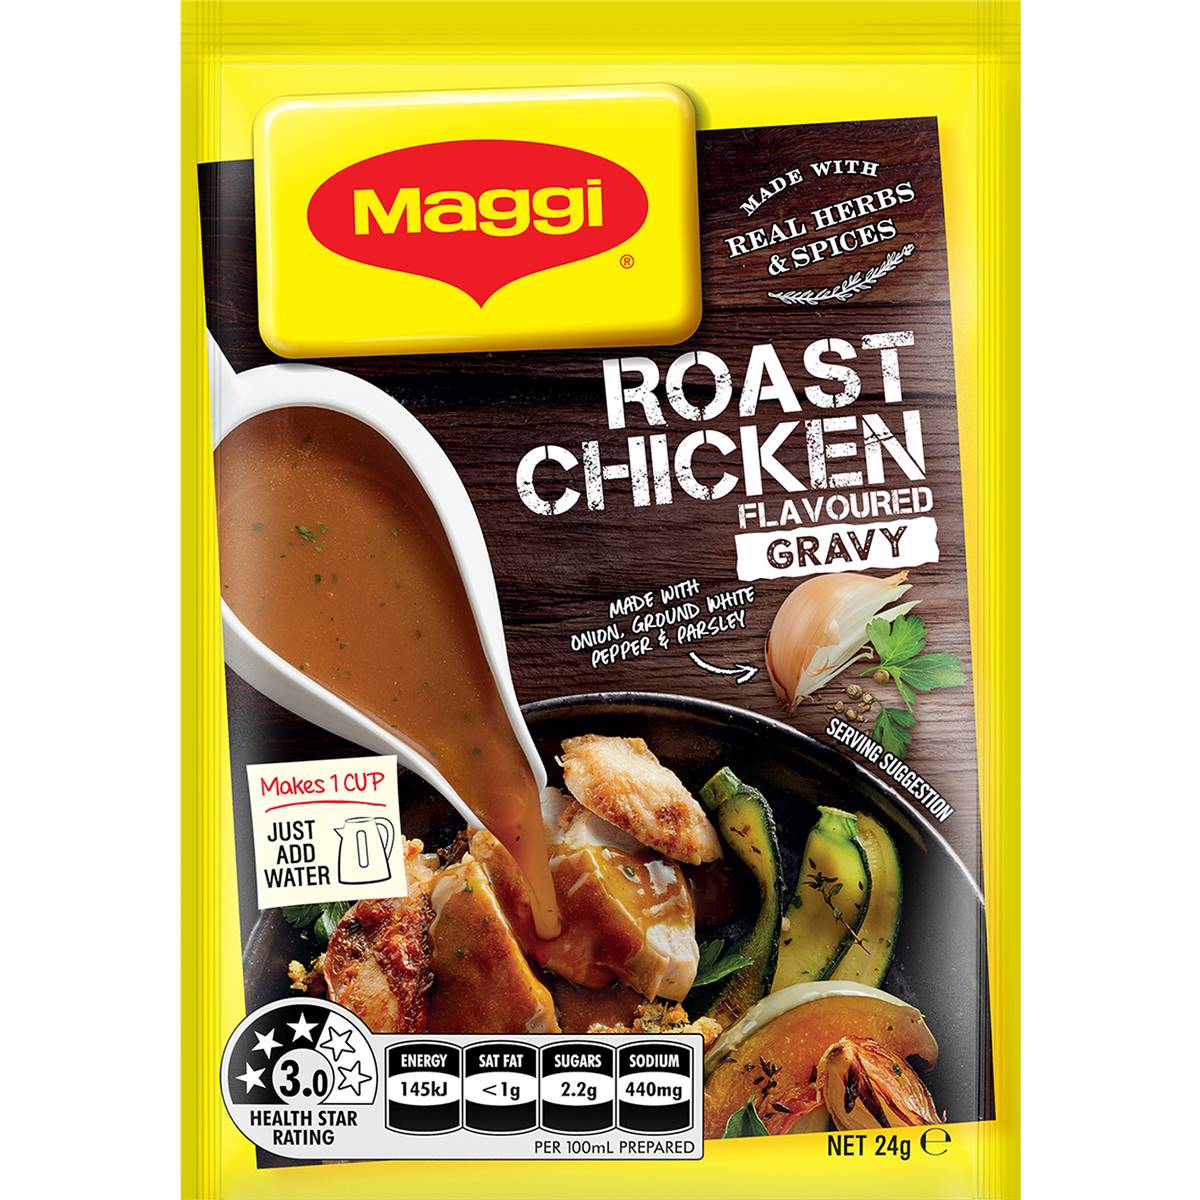 Maggi
®
MADE WITH
REAL HERBS
& SPICES
ROAST
CHICKEN
FLAVOURED
GRAVY
MADE WITH
ONION, GROUND WHITE
PEPPER & PARSLEY
SERVING SUGGESTION
Makes 1 CUP
JUST
ADD
WATER
3.0
HEALTH STAR
RATING
ENERGY
145kJ
SAT FAT
<1g
SUGARS
2.2g
SODIUM
440mg
PER 100mL PREPARED
NET 24g ℮